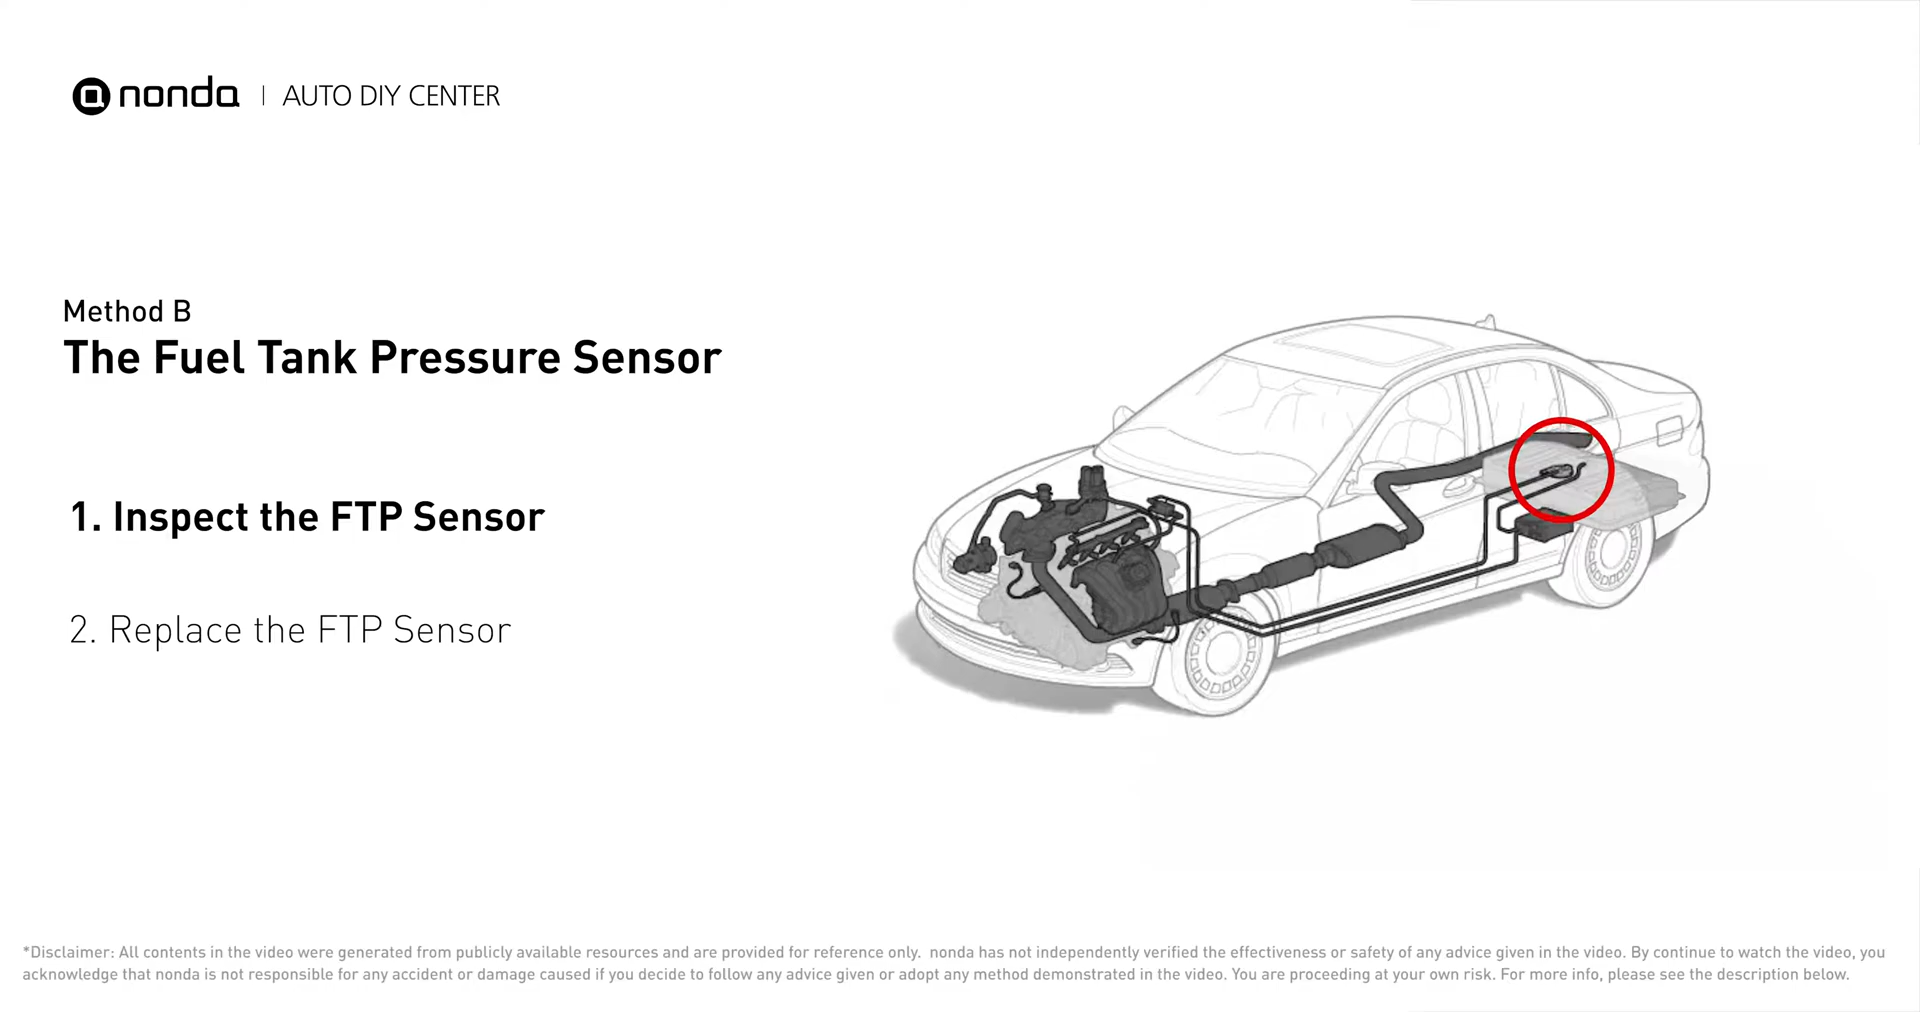 nonda | AUTO DIY CENTER
Method B
The Fuel Tank Pressure Sensor
1. Inspect the FTP Sensor
2. Replace the FTP Sensor
*Disclaimer: All contents in the video were generated from publicly available resources and are provided for reference only. nonda has not independently verified the effectiveness or safety of any advice given in the video. By continue to watch the video, you
acknowledge that nonda is not responsible for any accident or damage caused if you decide to follow any advice given or adopt any method demonstrated in the video. You are proceeding at your own risk. For more info, please see the description below.